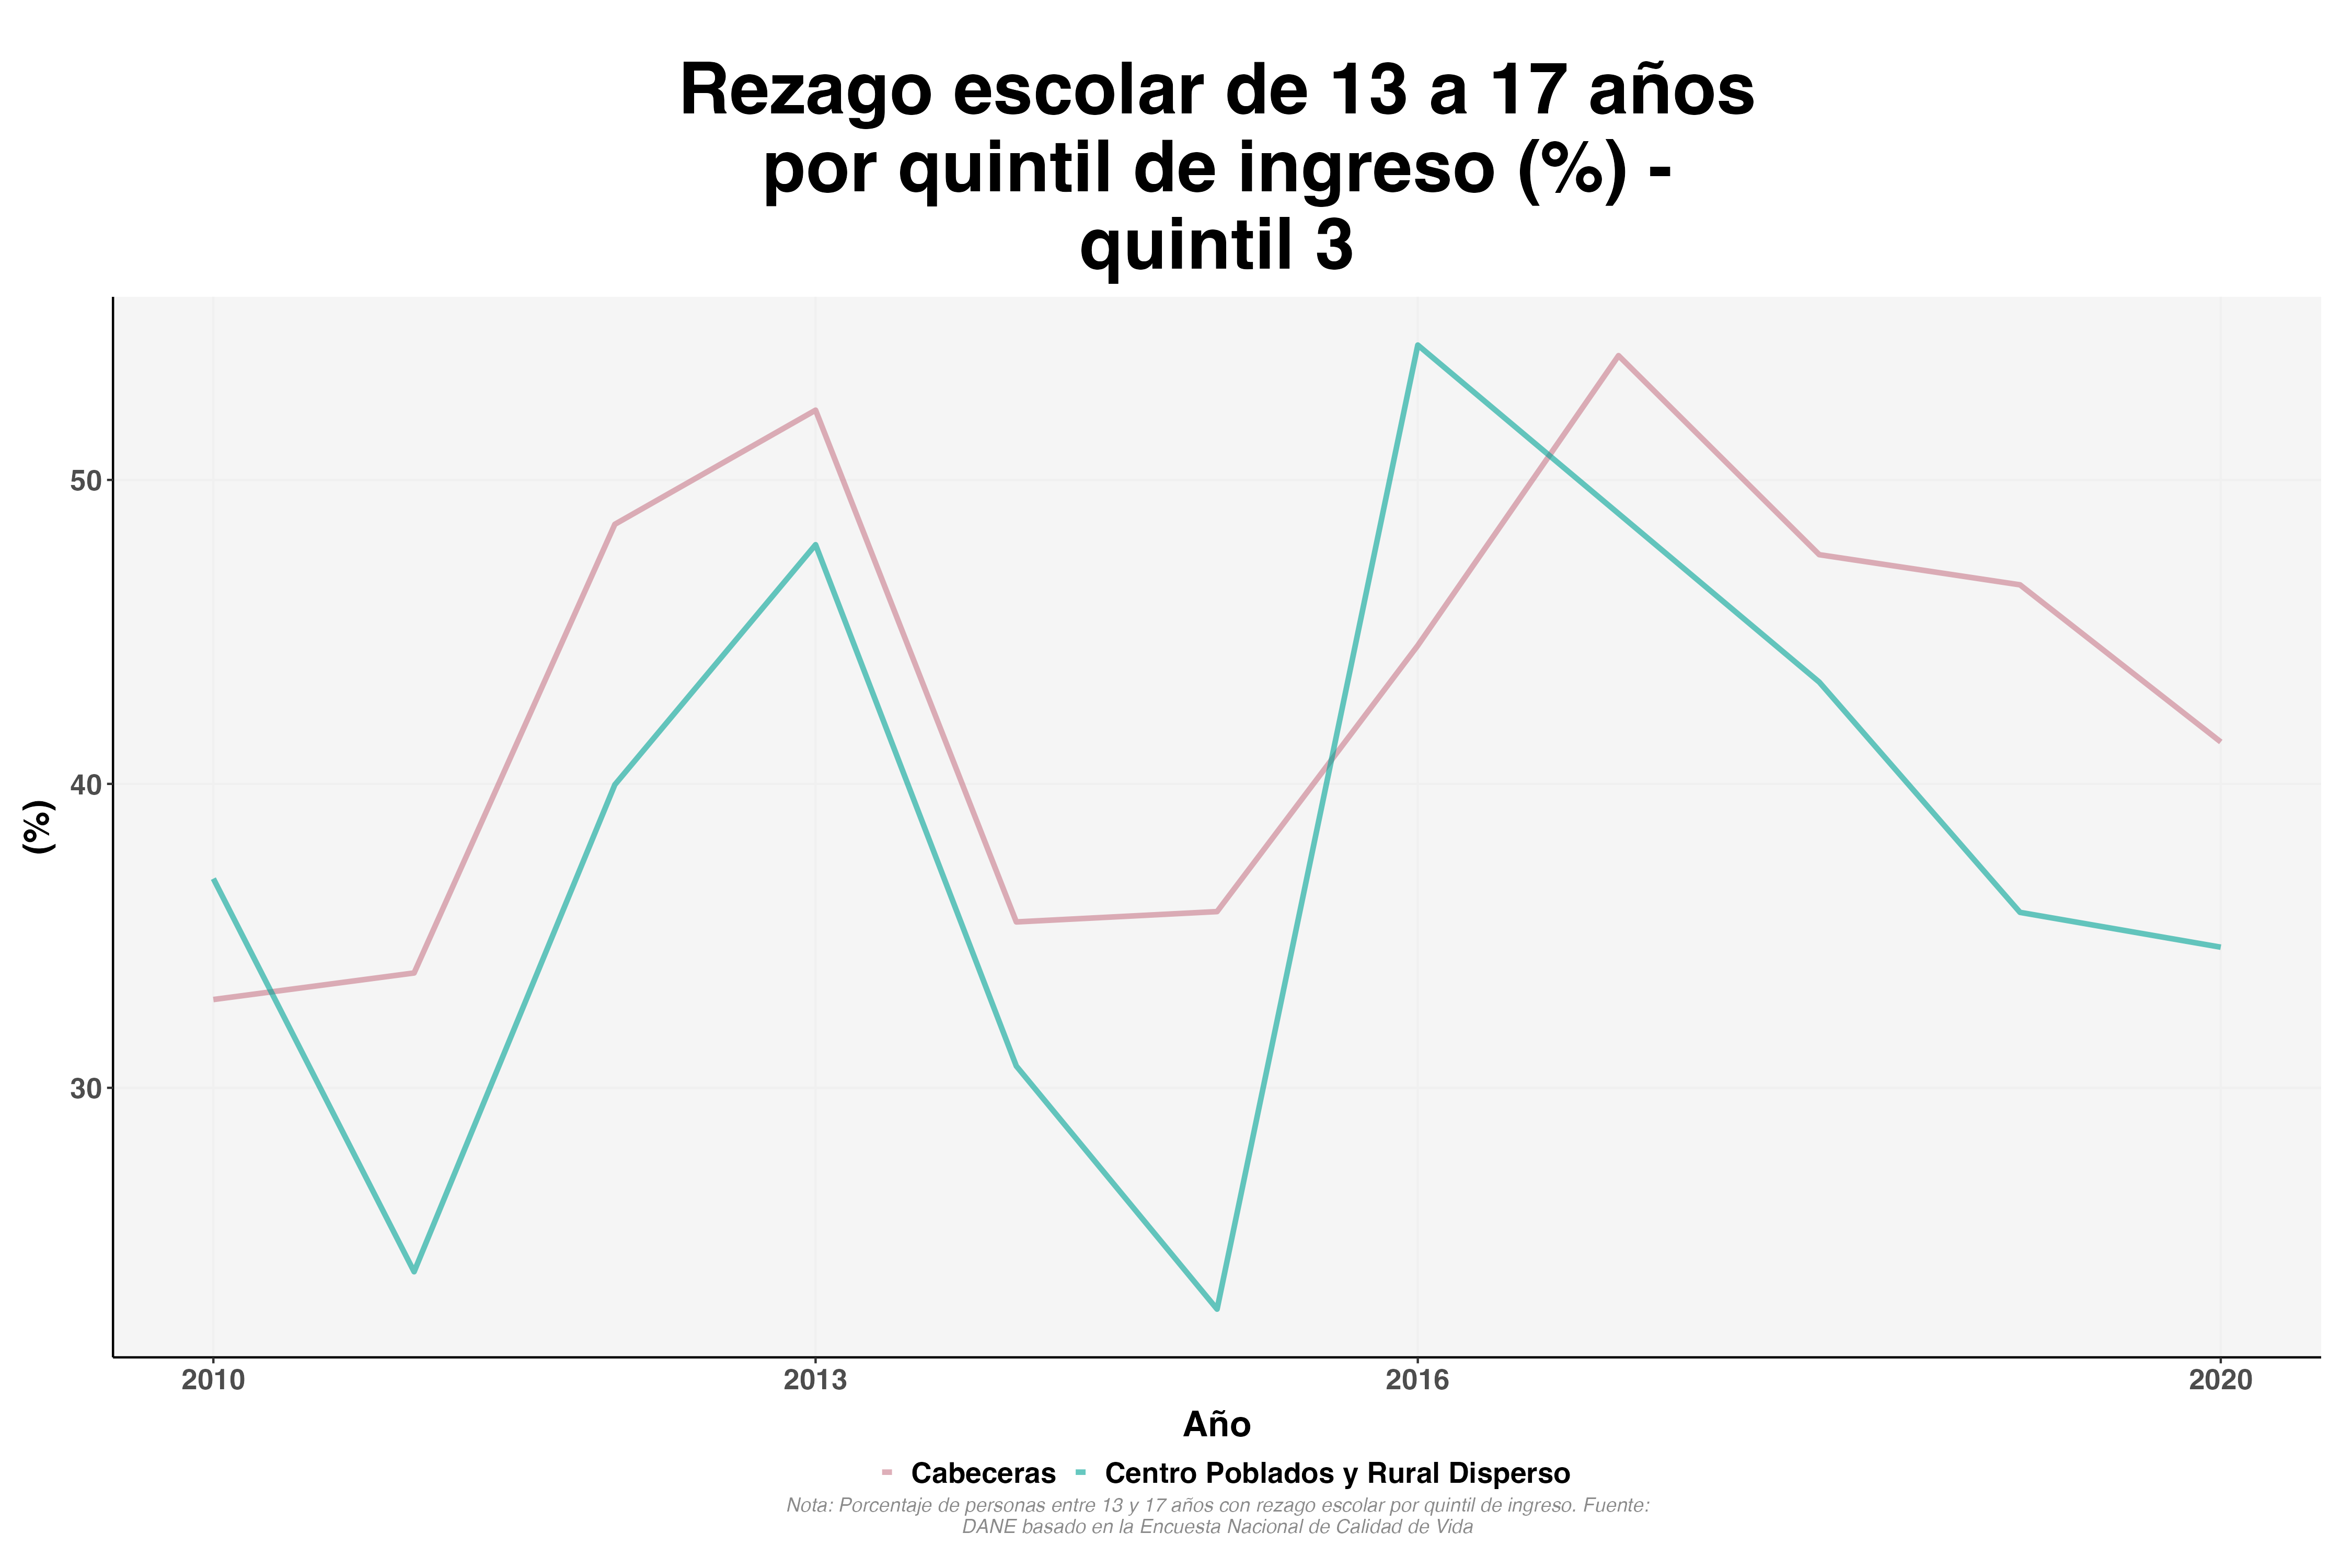 Rezago escolar de 13 a 17 años
por quintil de ingreso (%) -
quintil 3
50
40
30
(%)
2010 2013 2016 2020
Año
Cabeceras Centro Poblados y Rural Disperso
Nota: Porcentaje de personas entre 13 y 17 años con rezago escolar por quintil de ingreso. Fuente:
DANE basado en la Encuesta Nacional de Calidad de Vida